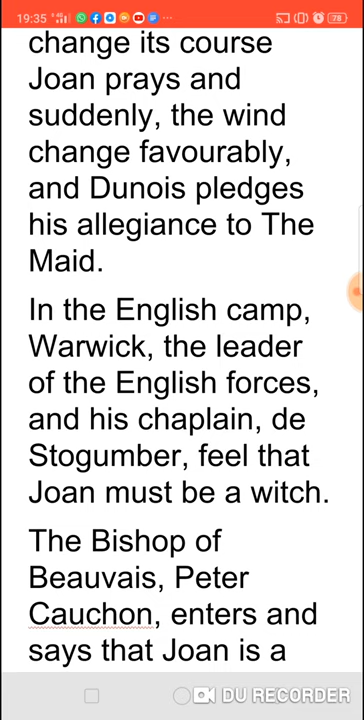 19:35
78
change its course
Joan prays and
suddenly, the wind
change favourably,
and Dunois pledges
his allegiance to The
Maid.
In the English camp,
Warwick, the leader
of the English forces,
and his chaplain, de
Stogumber, feel that
Joan must be a witch.
The Bishop of
Beauvais, Peter
Cauchon, enters and
says that Joan is a
DU RECORDER